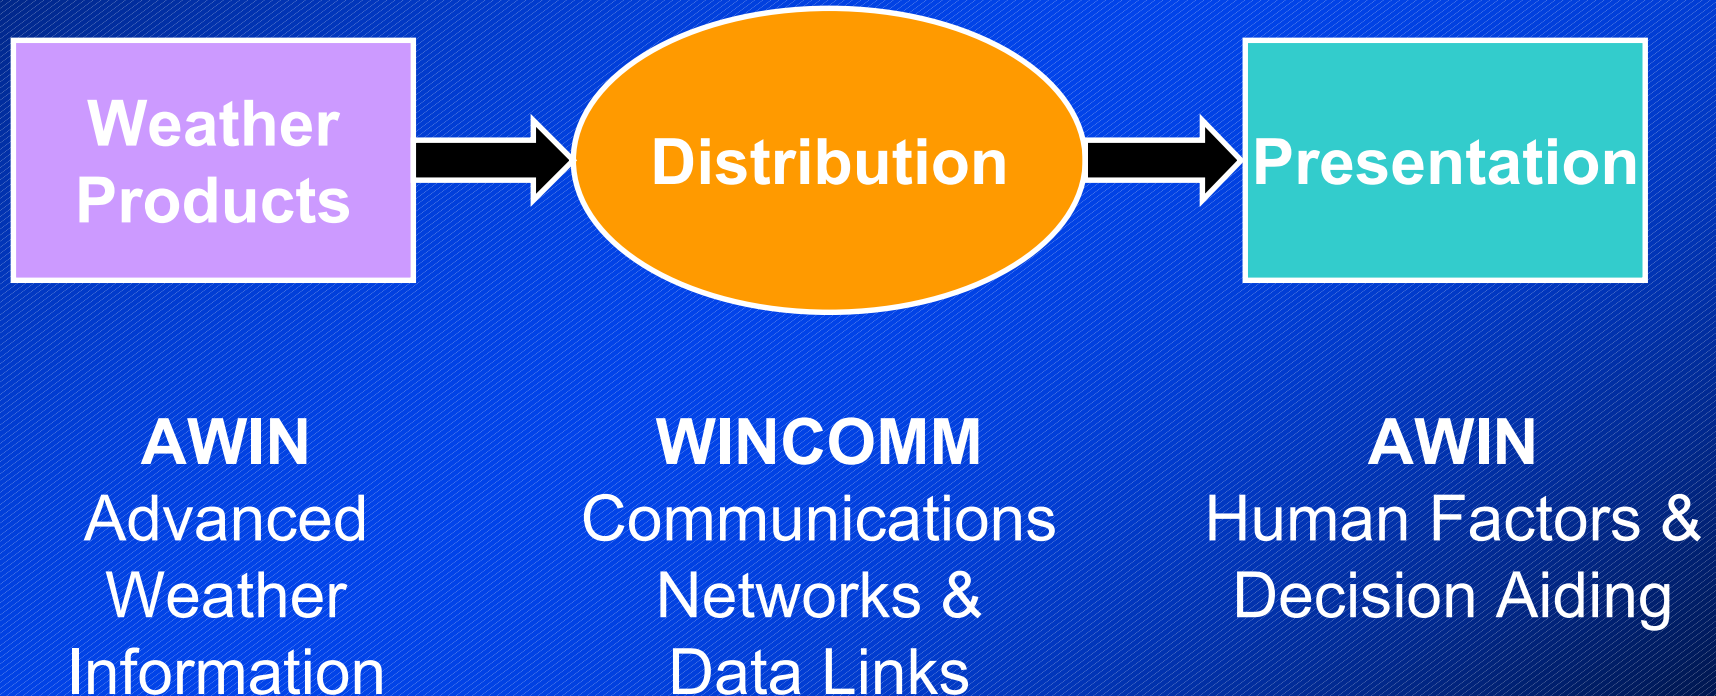 Weather
Products
Distribution
Presentation
AWIN
Advanced
Weather
Information
WINCOMM
Communications
Networks &
Data Links
AWIN
Human Factors &
Decision Aiding